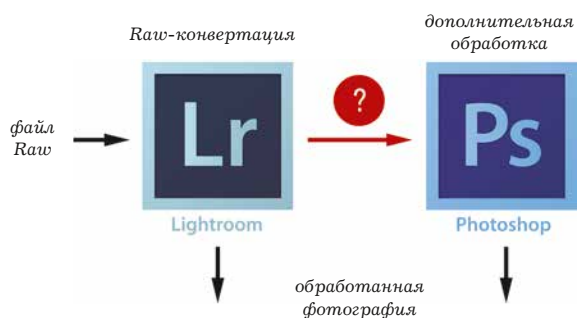 Raw-конвертация
дополнительная
обработка
файл
Raw
Lr
?
Ps
Lightroom
Photoshop
обработанная
фотография